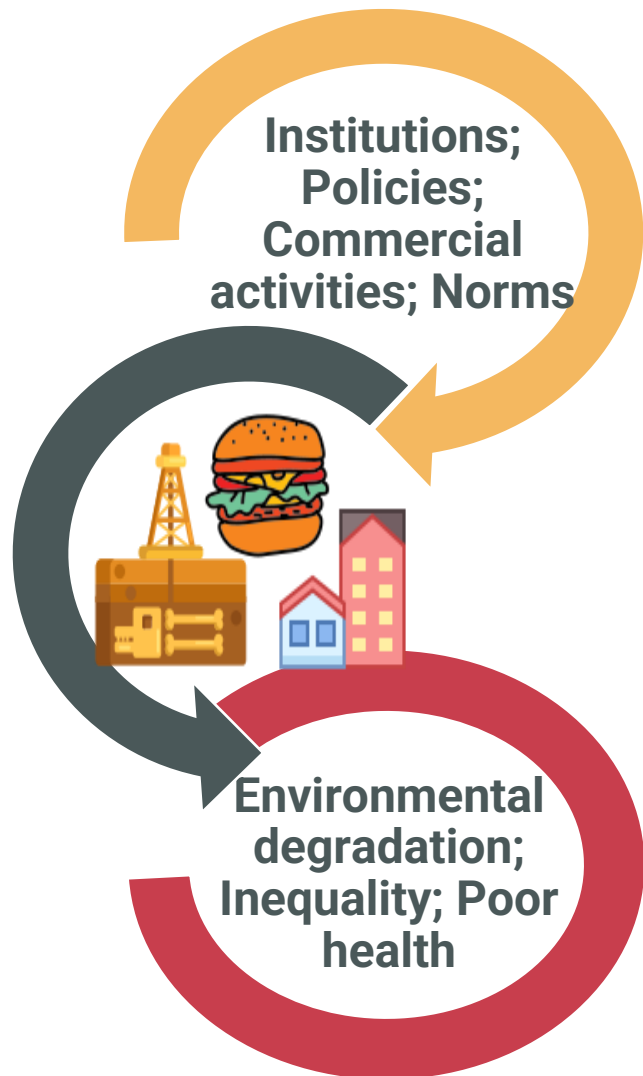 Institutions;
Policies;
Commercial
activities; Norms
Environmental
degradation;
Inequality; Poor
health